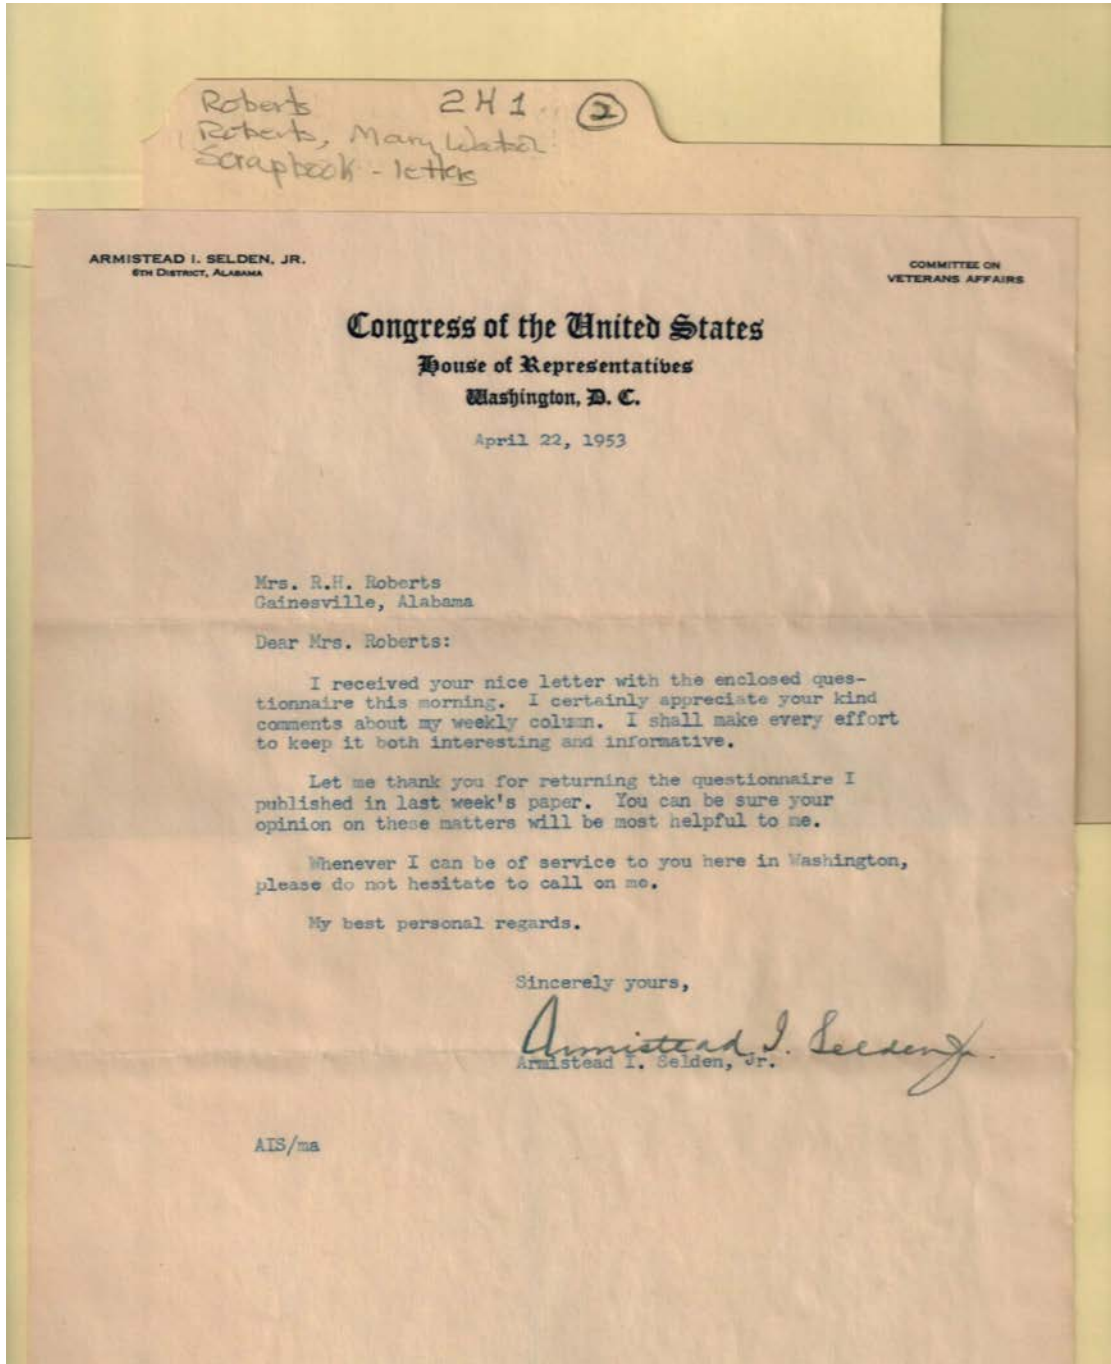 Roberts 2H1 2
Roberts, Mary Watson
Scrapbook - letters
ARMISTEAD I. SELDEN, JR.
6TH DISTRICT, ALABAMA
COMMITTEE ON
VETERANS AFFAIRS
Congress of the United States
House of Representatives
Washington, D. C.
April 22, 1953
Mrs. R.H. Roberts
Gainesville, Alabama
Dear Mrs. Roberts:
I received your nice letter with the enclosed ques-
tionnaire this morning. I certainly appreciate your kind
comments about my weekly column. I shall make every effort
to keep it both interesting and informative.
Let me thank you for returning the questionnaire I
published in last week's paper. You can be sure your
opinion on these matters will be most helpful to me.
Whenever I can be of service to you here in Washington,
please do not hesitate to call on me.
My best personal regards.
Sincerely yours,
Armistead I. Selden Jr.
Armistead I. Selden, Jr.
AIS/ma